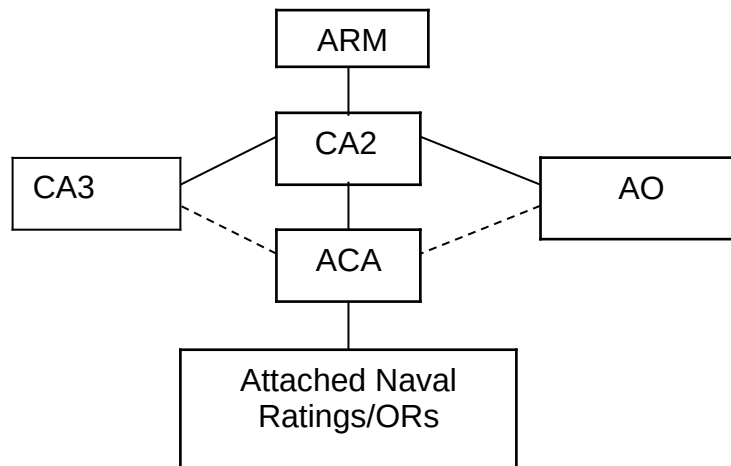 ARM
CA2
CA3
AO
ACA
Attached Naval
Ratings/ORs